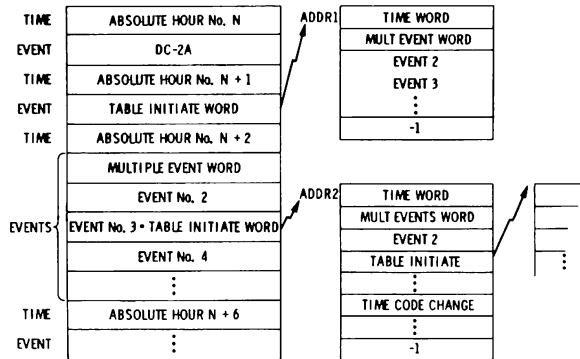 TIME ABSOLUTE HOUR No. N
EVENT DC-2A
TIME ABSOLUTE HOUR No. N + 1
EVENT TABLE INITIATE WORD
TIME ABSOLUTE HOUR No. N + 2
EVENTS
MULTIPLE EVENT WORD
EVENT No. 2
EVENT No. 3 • TABLE INITIATE WORD
EVENT No. 4
⋮
TIME ABSOLUTE HOUR N + 6
EVENT ⋮
ADDR1 TIME WORD
MULT EVENT WORD
EVENT 2
EVENT 3
⋮
-1
ADDR2 TIME WORD
MULT EVENTS WORD
EVENT 2
TABLE INITIATE
⋮
TIME CODE CHANGE
⋮
-1
⋮